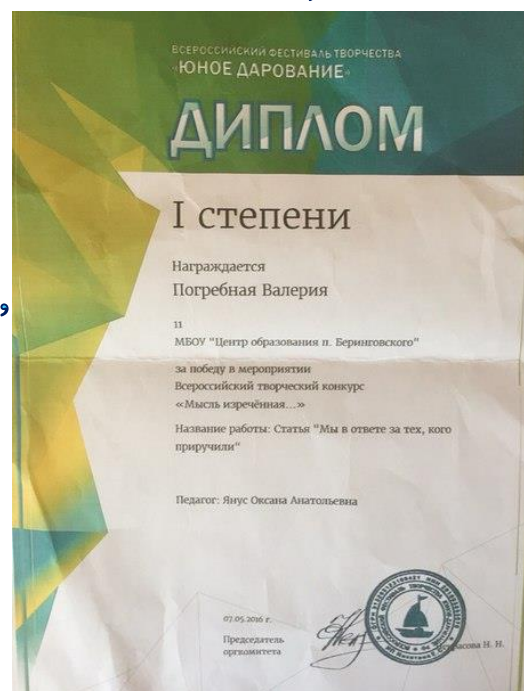 ВСЕРОССИЙСКИЙ ФЕСТИВАЛЬ ТВОРЧЕСТВА
«ЮНОЕ ДАРОВАНИЕ»
ДИПЛОМ
I степени
Награждается
Погребная Валерия
11
МБОУ "Центр образования п. Беринговского"
за победу в мероприятии
Всероссийский творческий конкурс
«Мысль изречённая...»
Название работы: Статья "Мы в ответе за тех, кого
приручили"
Педагог: Янус Оксана Анатольевна
07.05.2016 г.
Председатель
оргкомитета
Н. Н.